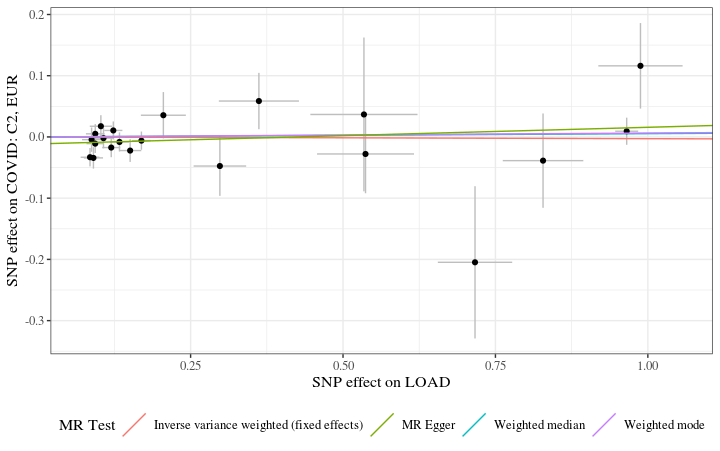 0.2
0.1
0.0
-0.1
-0.2
-0.3
SNP effect on COVID: C2, EUR
0.25 0.50 0.75 1.00
SNP effect on LOAD
MR Test Inverse variance weighted (fixed effects) MR Egger Weighted median Weighted mode